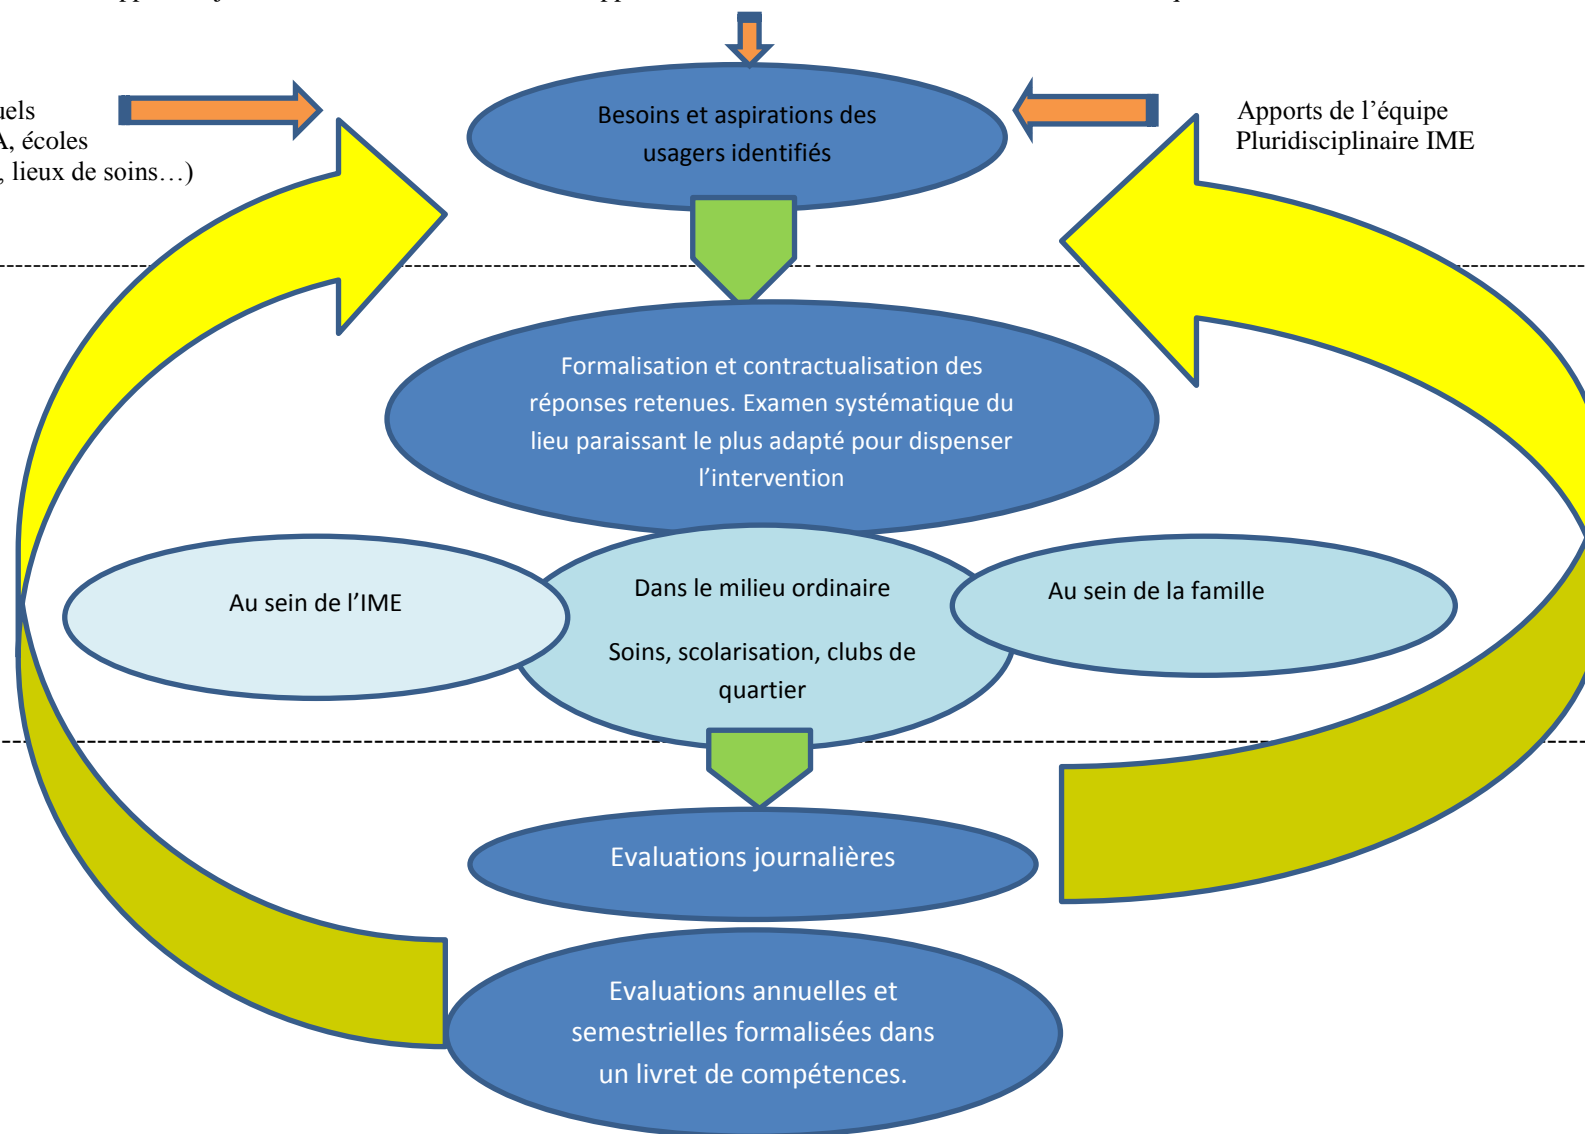 Besoins et aspirations des
usagers identifiés
, écoles
, lieux de soins…)
Apports de l’équipe
Pluridisciplinaire IME
Formalisation et contractualisation des
réponses retenues. Examen systématique du
lieu paraissant le plus adapté pour dispenser
l’intervention
Au sein de l’IME
Dans le milieu ordinaire
Soins, scolarisation, clubs de
quartier
Au sein de la famille
Evaluations journalières
Evaluations annuelles et
semestrielles formalisées dans
un livret de compétences.